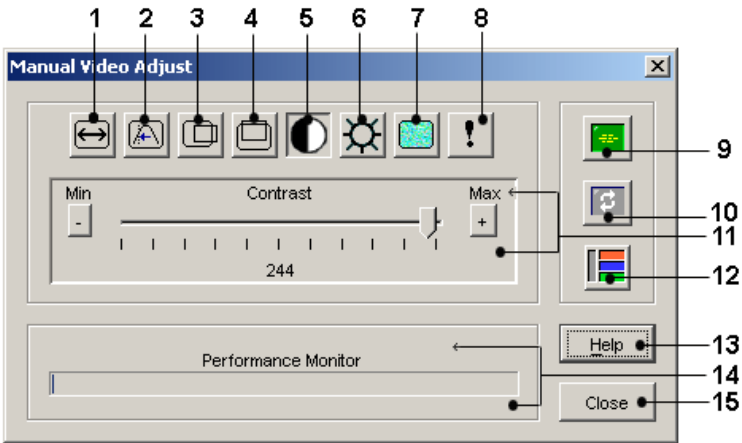 1 2 3 4 5 6 7 8
Manual Video Adjust
Min Contrast Max
- +
244
9
10
11
12
Help 13
Performance Monitor
14
Close 15